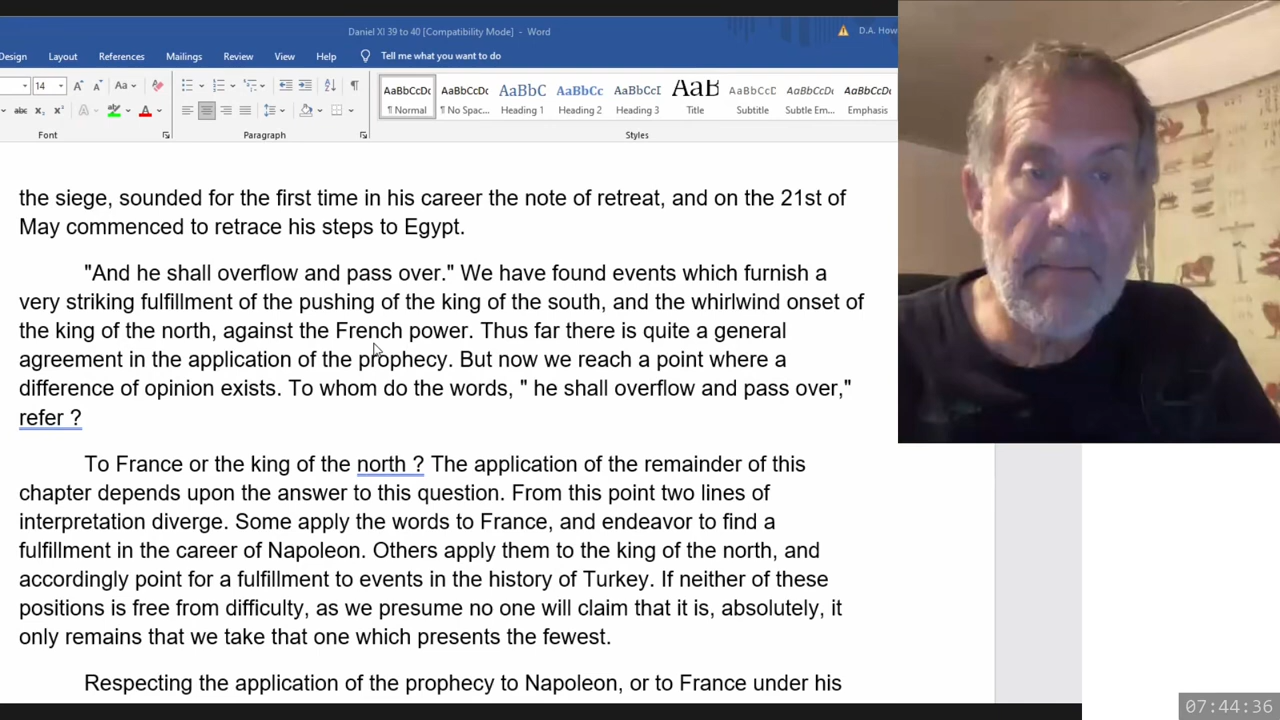 Daniel XI 39 to 40 [Compatibility Mode] - Word
D.A. How
Design Layout References Mailings Review View Help Tell me what you want to do
14 Aa
AaBbCcDc AaBbCcDc AaBbC AaBbCc AaBbCcI AaB AaBbCcD AaBbCcD AaBbCcDc
¶ Normal ¶ No Spac... Heading 1 Heading 2 Heading 3 Title Subtitle Subtle Em... Emphasis
Font Paragraph Styles
the siege, sounded for the first time in his career the note of retreat, and on the 21st of
May commenced to retrace his steps to Egypt.
"And he shall overflow and pass over." We have found events which furnish a
very striking fulfillment of the pushing of the king of the south, and the whirlwind onset of
the king of the north, against the French power. Thus far there is quite a general
agreement in the application of the prophecy. But now we reach a point where a
difference of opinion exists. To whom do the words, " he shall overflow and pass over,"
refer ?
To France or the king of the north ? The application of the remainder of this
chapter depends upon the answer to this question. From this point two lines of
interpretation diverge. Some apply the words to France, and endeavor to find a
fulfillment in the career of Napoleon. Others apply them to the king of the north, and
accordingly point for a fulfillment to events in the history of Turkey. If neither of these
positions is free from difficulty, as we presume no one will claim that it is, absolutely, it
only remains that we take that one which presents the fewest.
Respecting the application of the prophecy to Napoleon, or to France under his
07:44:36